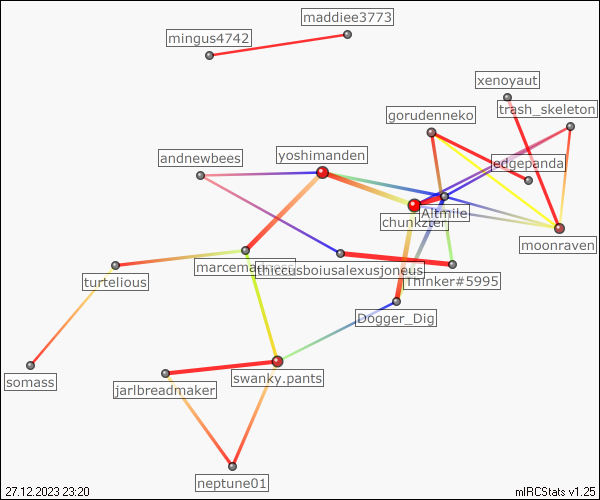 maddiee3773
mingus4742
xenoyaut
trash_skeleton
gorudenneko
yoshimanden
andnewbees
edgepanda
Altmile
chunkzter
moonraven
thiccusboiusalexusjoneus
turtelious
Thinker#5995
Dogger_Dig
swanky.pants
somass
jarlbreadmaker
neptune01
27.12.2023 23:20
mIRCStats v1.25